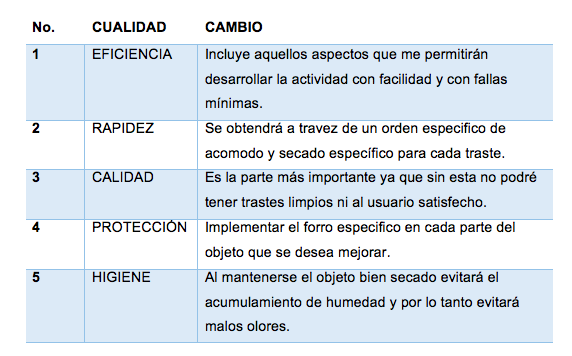 No. CUALIDAD CAMBIO
1 EFICIENCIA Incluye aquellos aspectos que me permitirán
desarrollar la actividad con facilidad y con fallas
mínimas.
2 RAPIDEZ Se obtendrá a travez de un orden especifico de
acomodo y secado específico para cada traste.
3 CALIDAD Es la parte más importante ya que sin esta no podré
tener trastes limpios ni al usuario satisfecho.
4 PROTECCIÓN Implementar el forro especifico en cada parte del
objeto que se desea mejorar.
5 HIGIENE Al mantenerse el objeto bien secado evitará el
acumulamiento de humedad y por lo tanto evitará
malos olores.